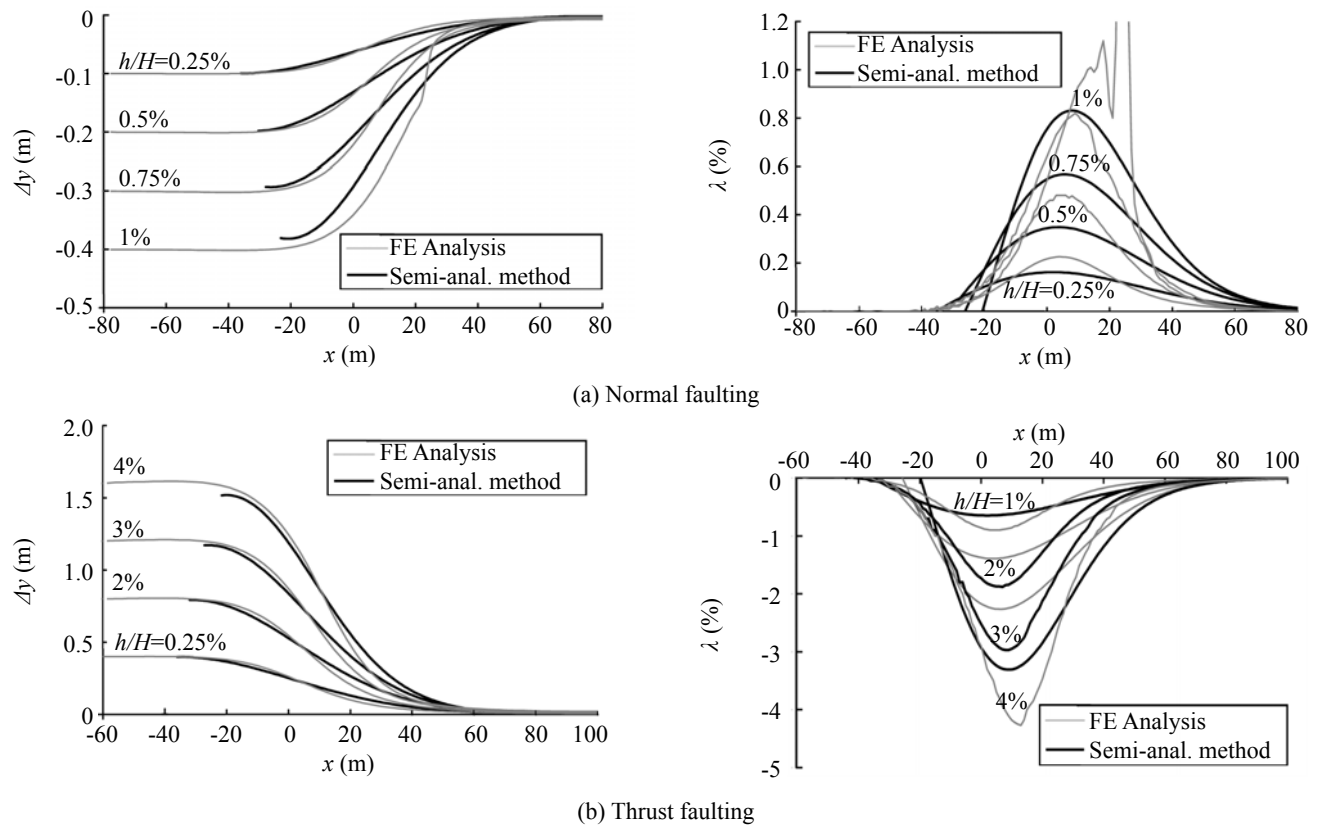 0
-0.1
-0.2
-0.3
-0.4
-0.5
Δy (m)
h/H=0.25%
0.5%
0.75%
1%
FE Analysis
Semi-anal. method
-80 -60 -40 -20 0 20 40 60 80
x (m)
1.2
1.0
0.8
0.6
0.4
0.2
0
λ (%)
FE Analysis
Semi-anal. method
1%
0.75%
0.5%
h/H=0.25%
-80 -60 -40 -20 0 20 40 60 80
x (m)
(a) Normal faulting
2.0
1.5
1.0
0.5
0
Δy (m)
FE Analysis
Semi-anal. method
4%
3%
2%
h/H=0.25%
-60 -40 -20 0 20 40 60 80 100
x (m)
x (m)
-60 -40 -20 0 20 40 60 80 100
0
-1
-2
-3
-4
-5
λ (%)
h/H=1%
2%
3%
4%
FE Analysis
Semi-anal. method
(b) Thrust faulting